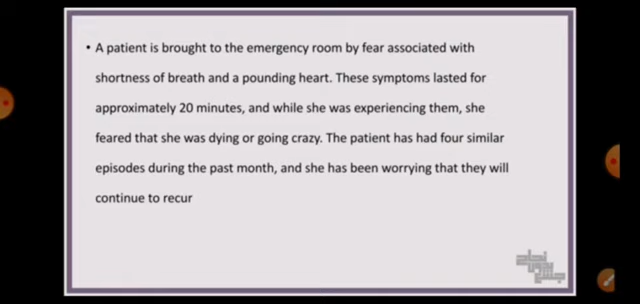 • A patient is brought to the emergency room by fear associated with
shortness of breath and a pounding heart. These symptoms lasted for
approximately 20 minutes, and while she was experiencing them, she
feared that she was dying or going crazy. The patient has had four similar
episodes during the past month, and she has been worrying that they will
continue to recur